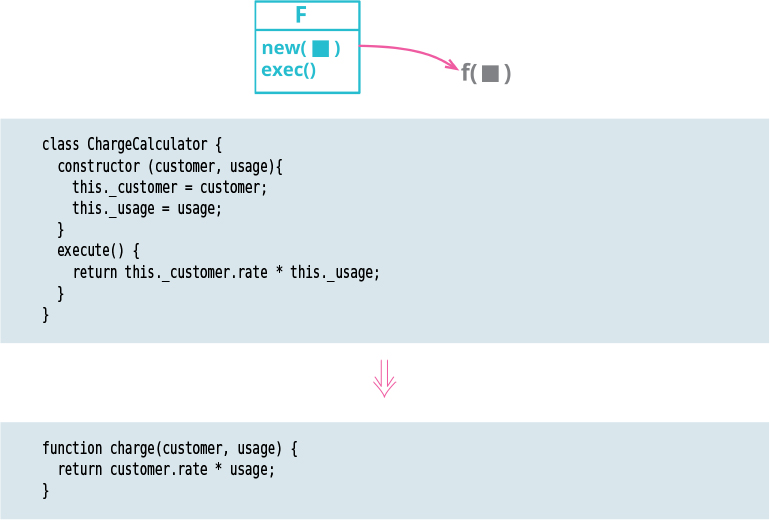 F
new( )
exec()
f( )
class ChargeCalculator {
  constructor (customer, usage){
    this._customer = customer;
    this._usage = usage;
  }
  execute() {
    return this._customer.rate * this._usage;
  }
}
function charge(customer, usage) {
  return customer.rate * usage;
}